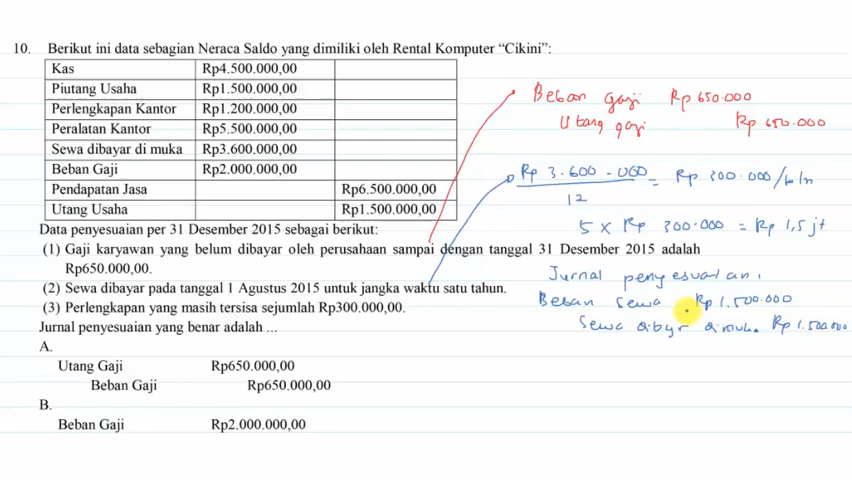 10. Berikut ini data sebagian Neraca Saldo yang dimiliki oleh Rental Komputer “Cikini”:
Kas Rp4.500.000,00
Piutang Usaha Rp1.500.000,00
Perlengkapan Kantor Rp1.200.000,00
Peralatan Kantor Rp5.500.000,00
Sewa dibayar di muka Rp3.600.000,00
Beban Gaji Rp2.000.000,00
Pendapatan Jasa Rp6.500.000,00
Utang Usaha Rp1.500.000,00
Data penyesuaian per 31 Desember 2015 sebagai berikut:
(1) Gaji karyawan yang belum dibayar oleh perusahaan sampai dengan tanggal 31 Desember 2015 adalah
Rp650.000,00.
(2) Sewa dibayar pada tanggal 1 Agustus 2015 untuk jangka waktu satu tahun.
(3) Perlengkapan yang masih tersisa sejumlah Rp300.000,00.
Jurnal penyesuaian yang benar adalah ...
A.
Utang Gaji Rp650.000,00
Beban Gaji Rp650.000,00
B.
Beban Gaji Rp2.000.000,00
Beban gaji Rp 650.000
Utang gaji Rp 650.000
Rp 3.600.000
12
= Rp 300.000/bln
5 x Rp 300.000 = Rp 1,5 jt
Jurnal penyesuaian,
Beban sewa Rp 1.500.000
Sewa dibyr dimuka Rp 1.500.000